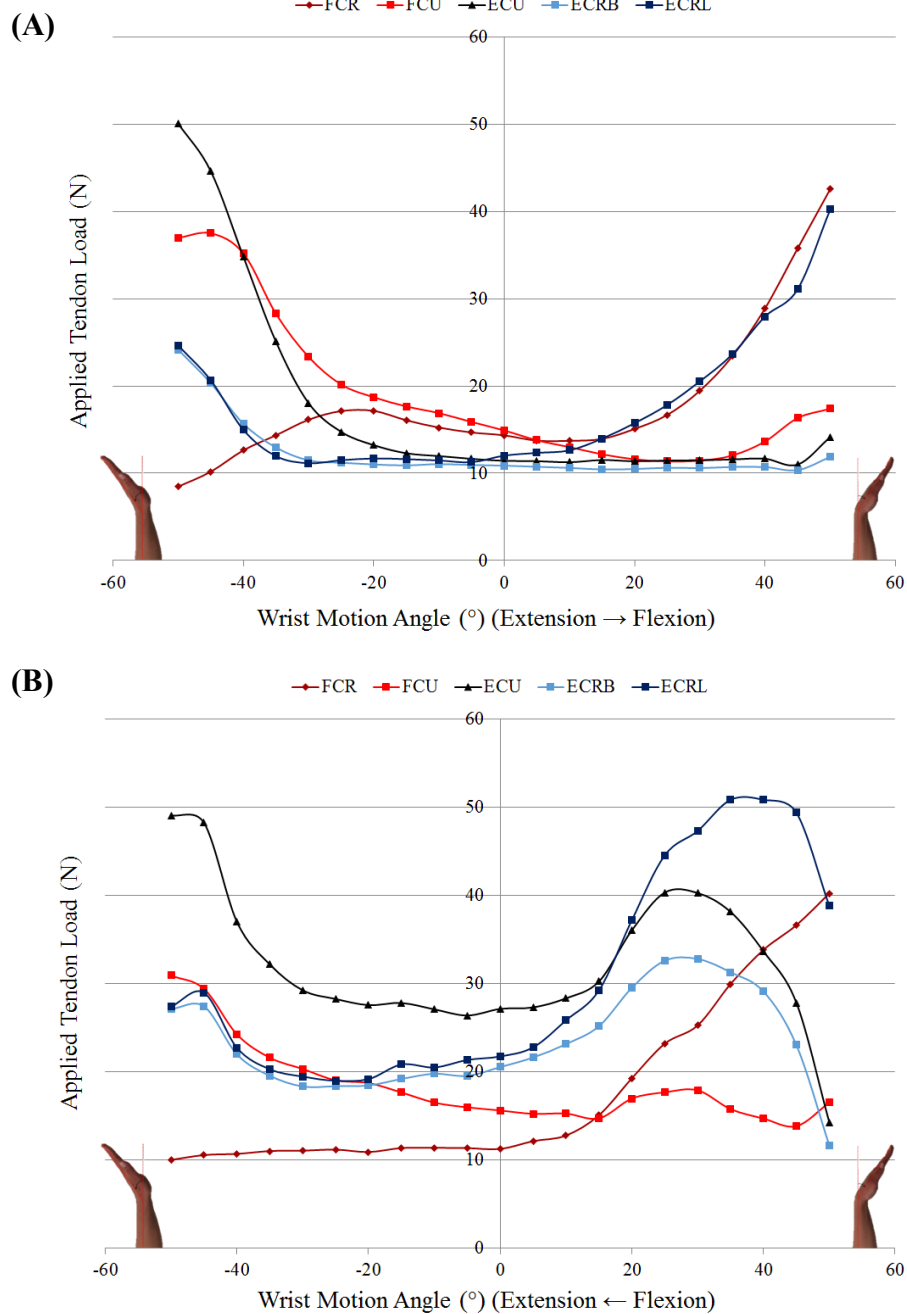 FCR FCU ECU ECRB ECRL
(A)
60
50
40
30
20
10
0
Applied Tendon Load (N)
-60 -40 -20 0 20 40 60
Wrist Motion Angle (°) (Extension → Flexion)
(B)
FCR FCU ECU ECRB ECRL
60
50
40
30
20
10
0
Applied Tendon Load (N)
-60 -40 -20 0 20 40 60
Wrist Motion Angle (°) (Extension ← Flexion)